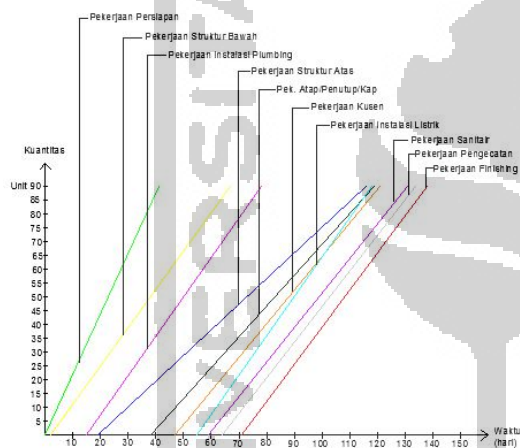 Pekerjaan Persiapan
Pekerjaan Struktur Bawah
Pekerjaan Instalasi Plumbing
Pekerjaan Struktur Atas
Pek. Atap/Penutup/Kap
Pekerjaan Kusen
Pekerjaan Instalasi Listrik
Pekerjaan Sanitair
Pekerjaan Pengecatan
Pekerjaan Finishing
Kuantitas
Unit 90
85
80
75
70
65
60
55
50
45
40
35
30
25
20
15
10
5
10 20 30 40 50 60 70 80 90 100 110 120 130 140 150
Waktu
(hari)